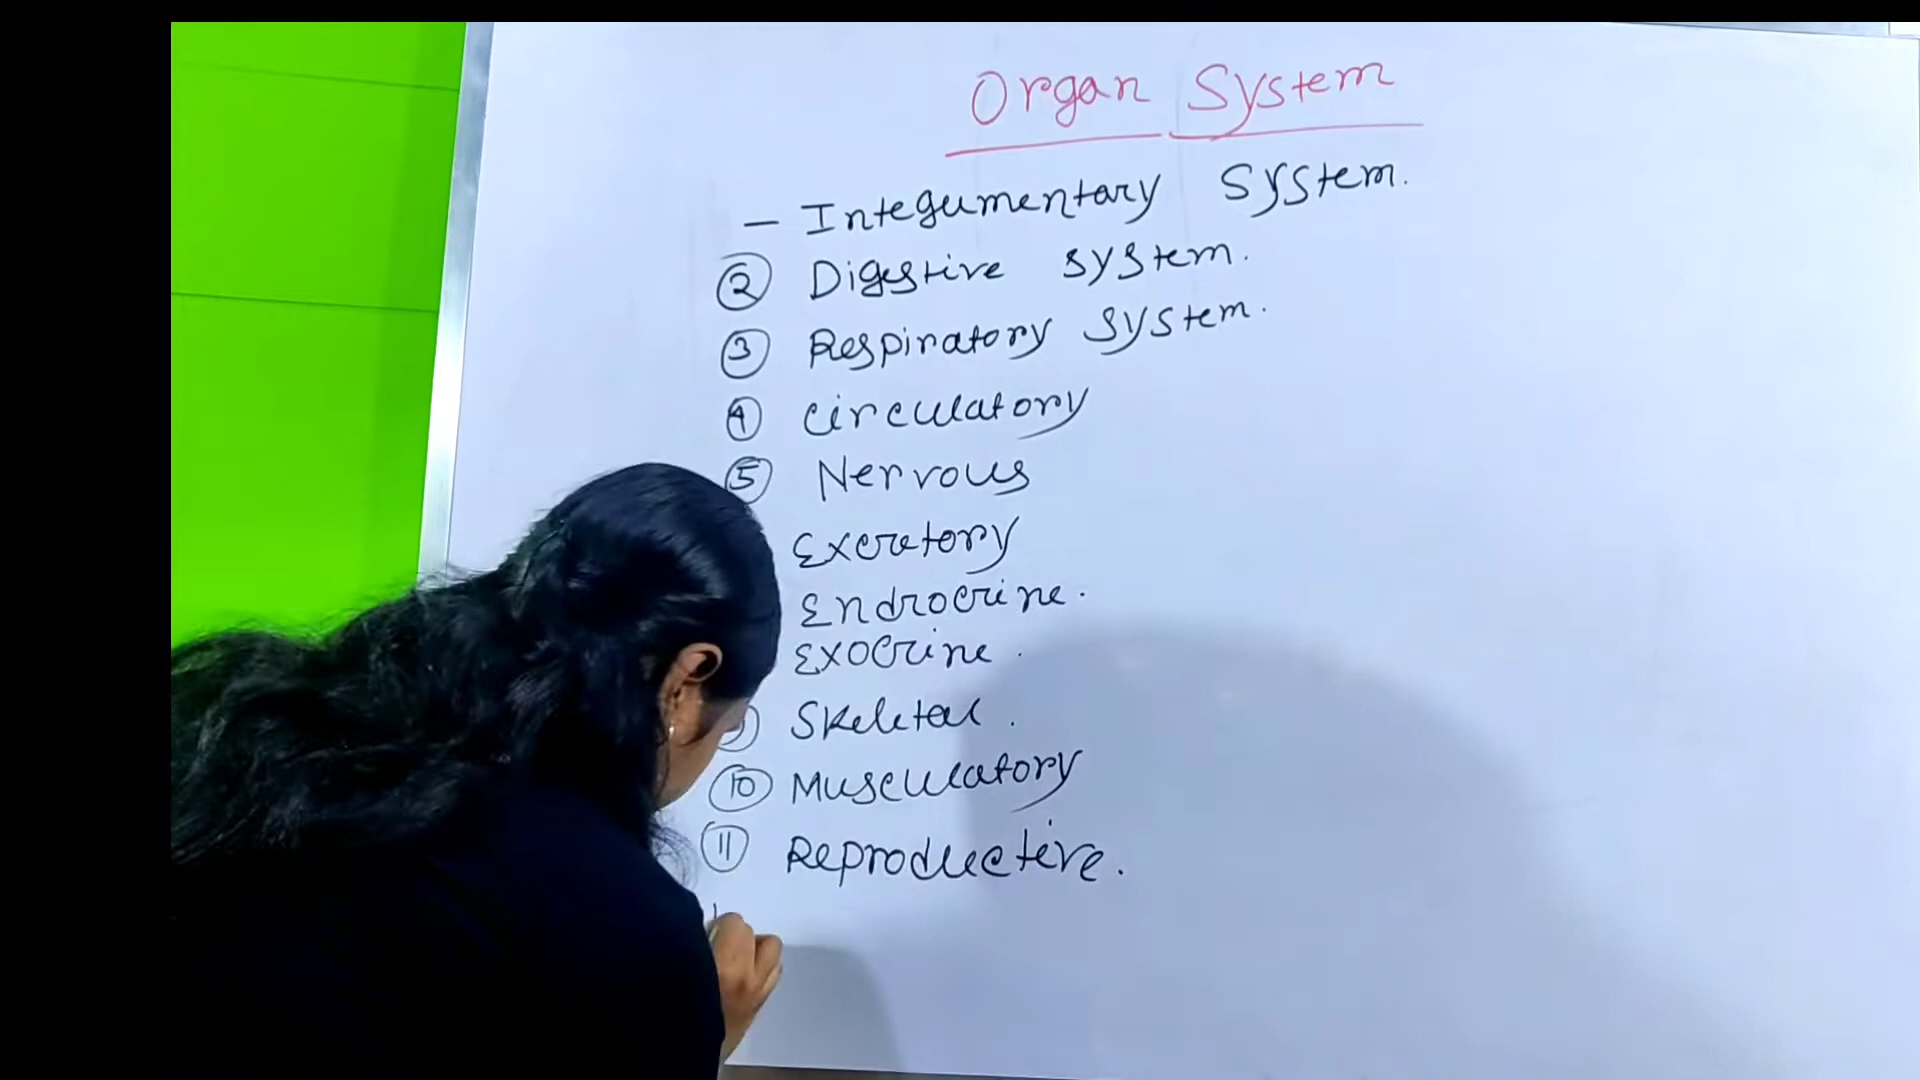 Organ System
- Integumentary System.
② Digestive system.
③ Respiratory system.
④ circulatory
⑤ Nervous
Excretory
Endrocrine.
Exocrine.
Skeletal.
⑩ Musculatory
⑪ Reproductive.